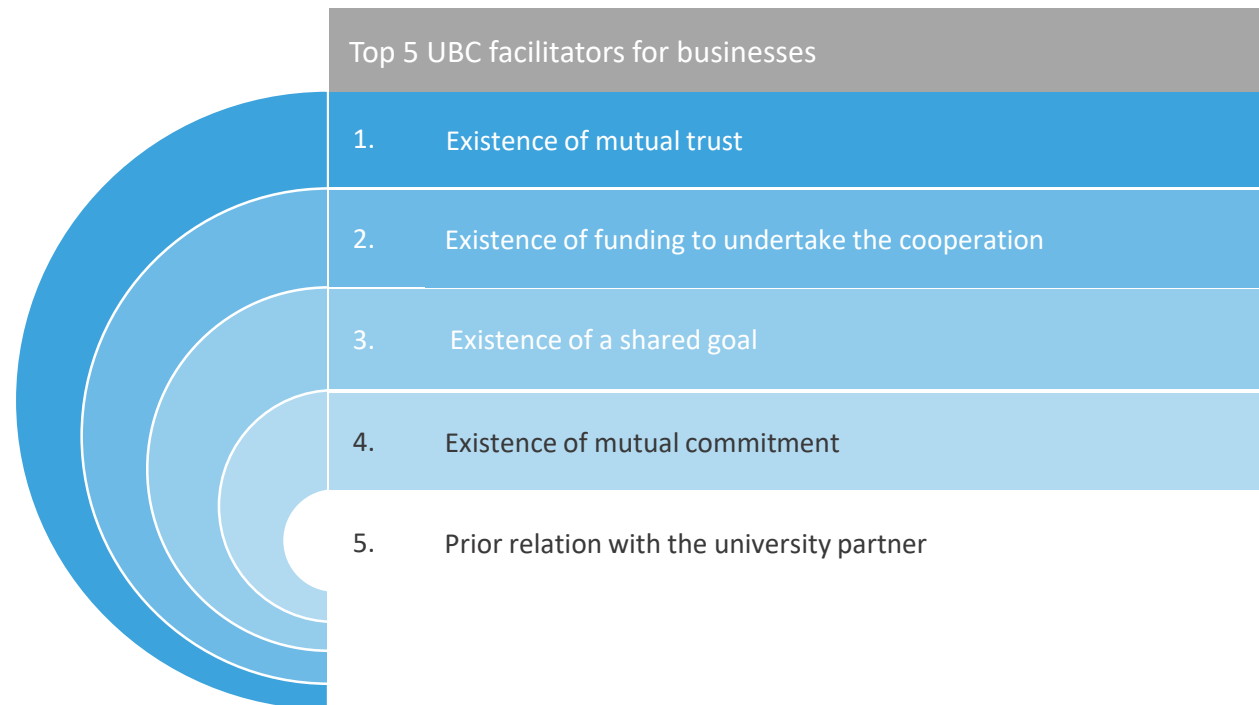 Top 5 UBC facilitators for businesses
1. Existence of mutual trust
2. Existence of funding to undertake the cooperation
3. Existence of a shared goal
4. Existence of mutual commitment
5. Prior relation with the university partner